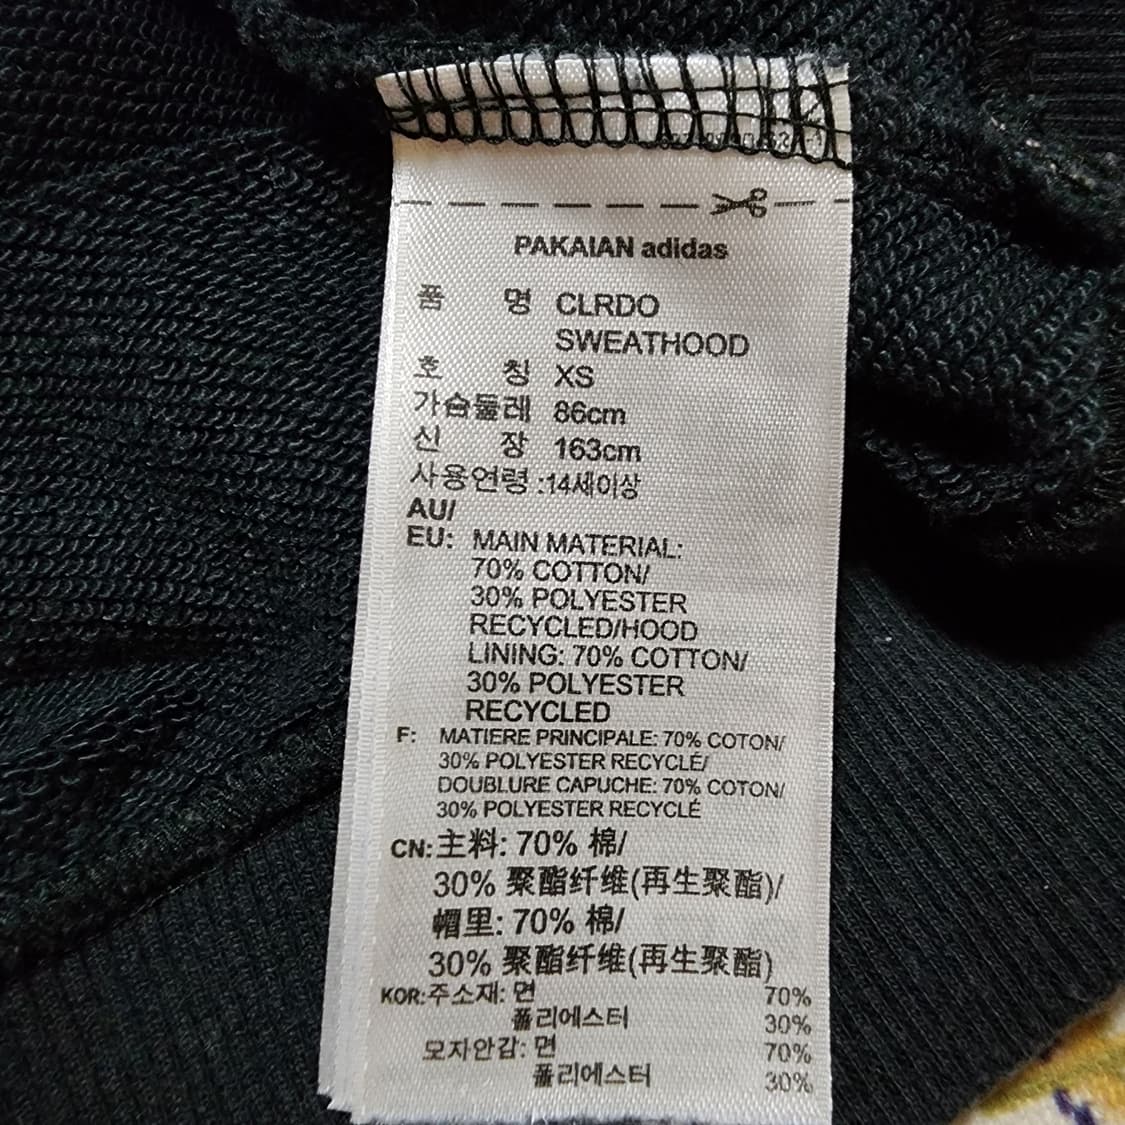 PAKAIAN adidas
품 명 CLRDO
SWEATHOOD
호 칭 XS
가슴둘레 86cm
신 장 163cm
사용연령 :14세이상
AU/
EU: MAIN MATERIAL:
70% COTTON/
30% POLYESTER
RECYCLED/HOOD
LINING: 70% COTTON/
30% POLYESTER
RECYCLED
F: MATIERE PRINCIPALE: 70% COTON/
30% POLYESTER RECYCLÉ/
DOUBLURE CAPUCHE: 70% COTON/
30% POLYESTER RECYCLÉ
CN:主料: 70% 棉/
30% 聚酯纤维(再生聚酯)/
帽里: 70% 棉/
30% 聚酯纤维(再生聚酯)
KOR:주소재: 면 70%
폴리에스터 30%
모자안감: 면 70%
폴리에스터 30%